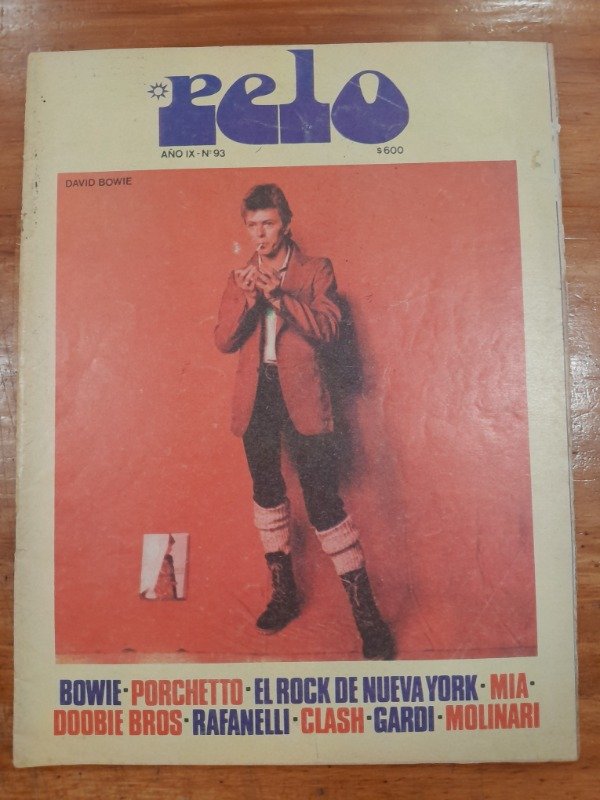 pelo
AÑO IX - Nº 93
$ 600
DAVID BOWIE
BOWIE · PORCHETTO · EL ROCK DE NUEVA YORK · MIA ·
DOOBIE BROS · RAFANELLI · CLASH · GARDI · MOLINARI